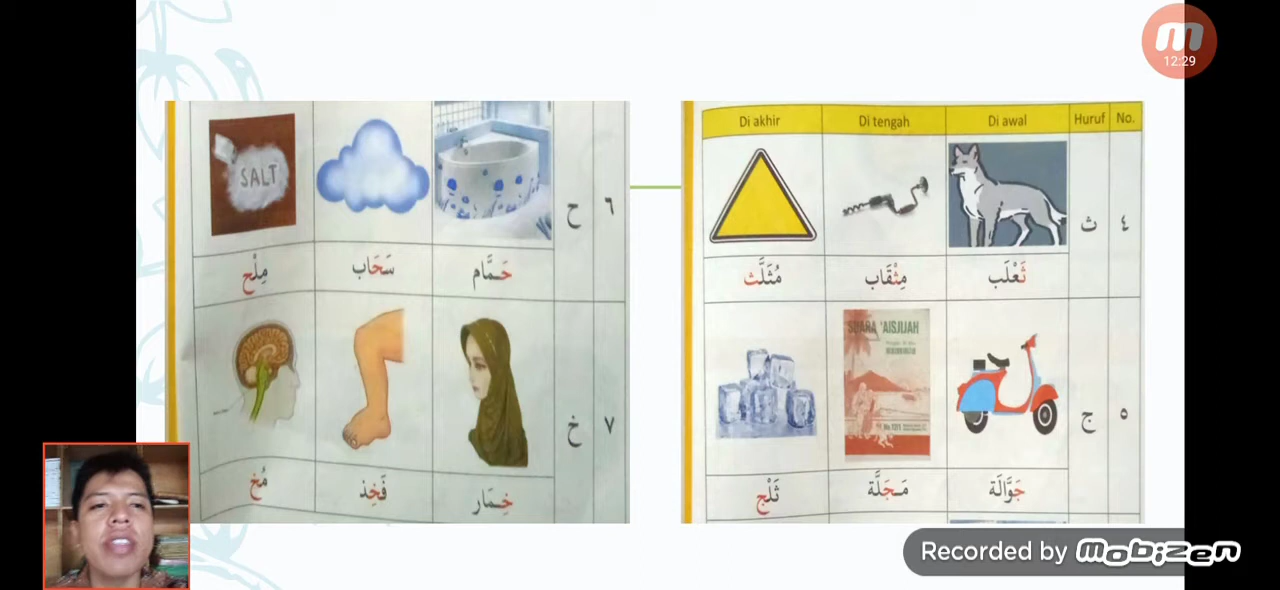 12:29
SALT
٦
ح
حَمَّام
سَحَاب
مِلْح
٧
خ
خِمَار
فَخِذ
مُخ
No.
Huruf
Di awal
Di tengah
Di akhir
٤
ث
ثَعْلَب
مِثْقَاب
مُثَلَّث
SUARA 'AISJIJAH
٥
ج
جَوَّالَة
مَجَلَّة
ثَلْج
Recorded by Mobizen